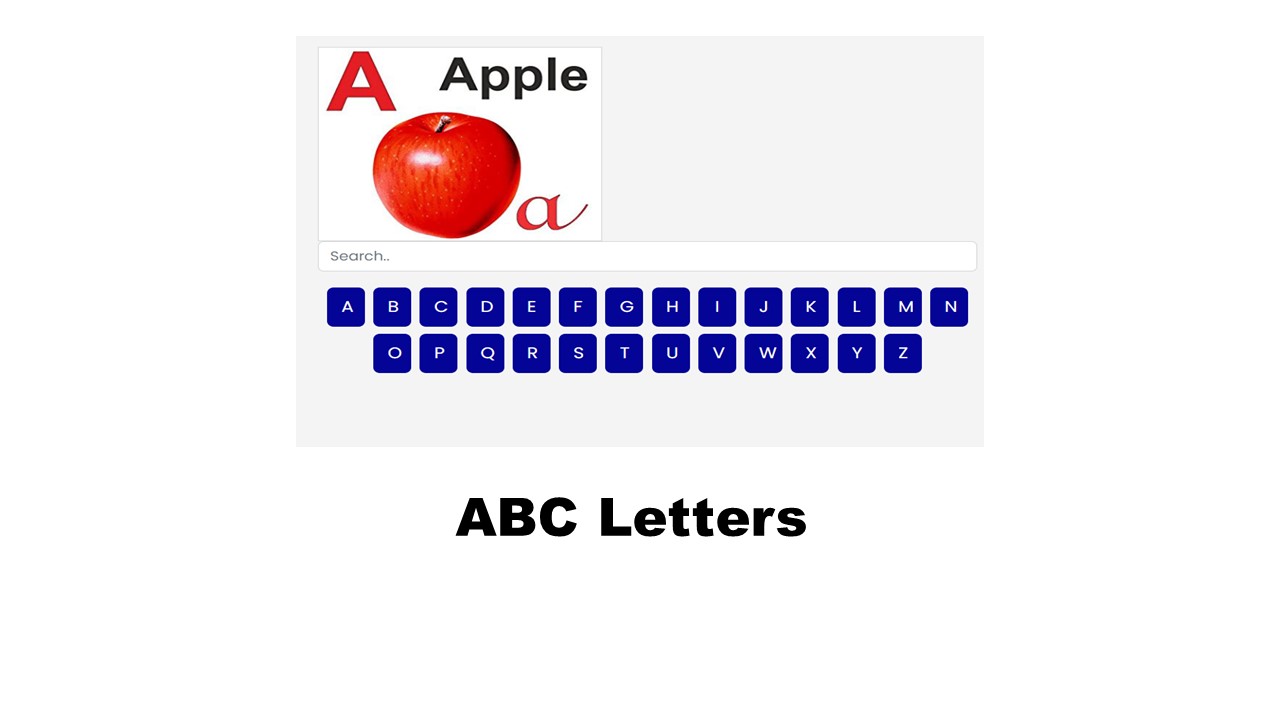 A Apple
a
Search..
A B C D E F G H I J K L M N
O P Q R S T U V W X Y Z
ABC Letters